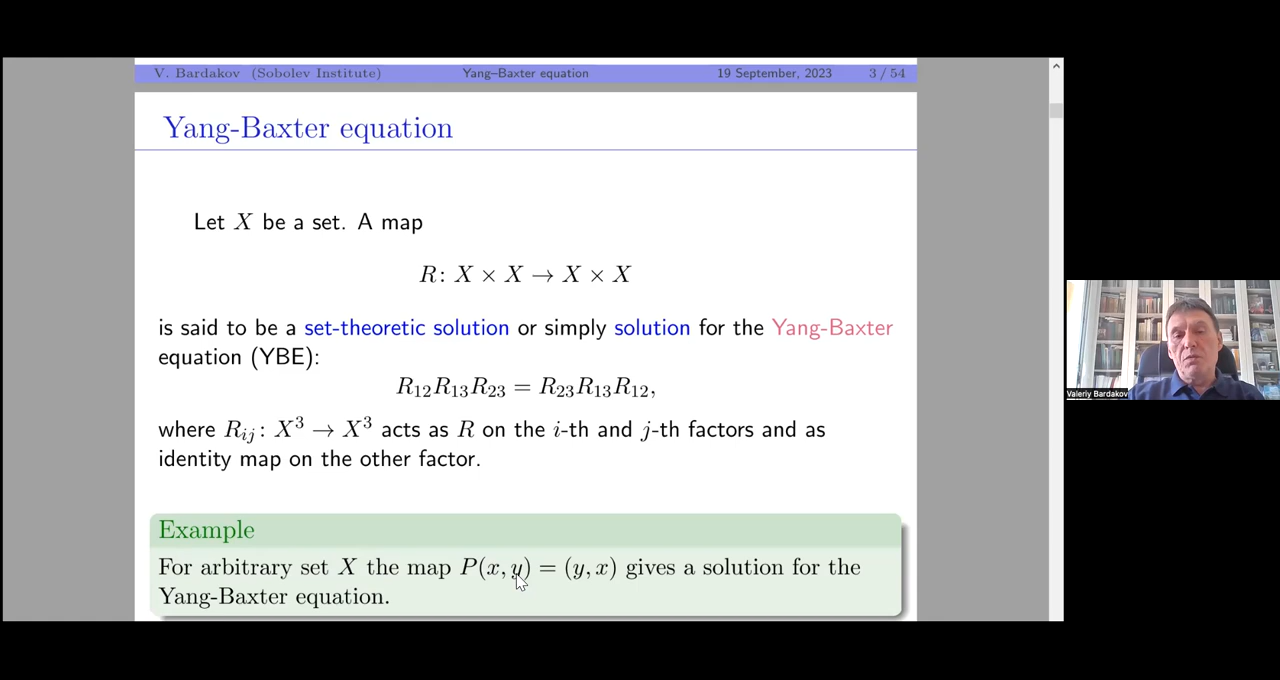 V. Bardakov (Sobolev Institute) Yang–Baxter equation 19 September, 2023 3 / 54
Yang-Baxter equation
Let X be a set. A map
R: X × X → X × X
is said to be a set-theoretic solution or simply solution for the Yang-Baxter
equation (YBE):
R₁₂R₁₃R₂₃ = R₂₃R₁₃R₁₂,
where Rᵢⱼ: X³ → X³ acts as R on the i-th and j-th factors and as
identity map on the other factor.
Example
For arbitrary set X the map P(x, y) = (y, x) gives a solution for the
Yang-Baxter equation.
Valeriy Bardakov